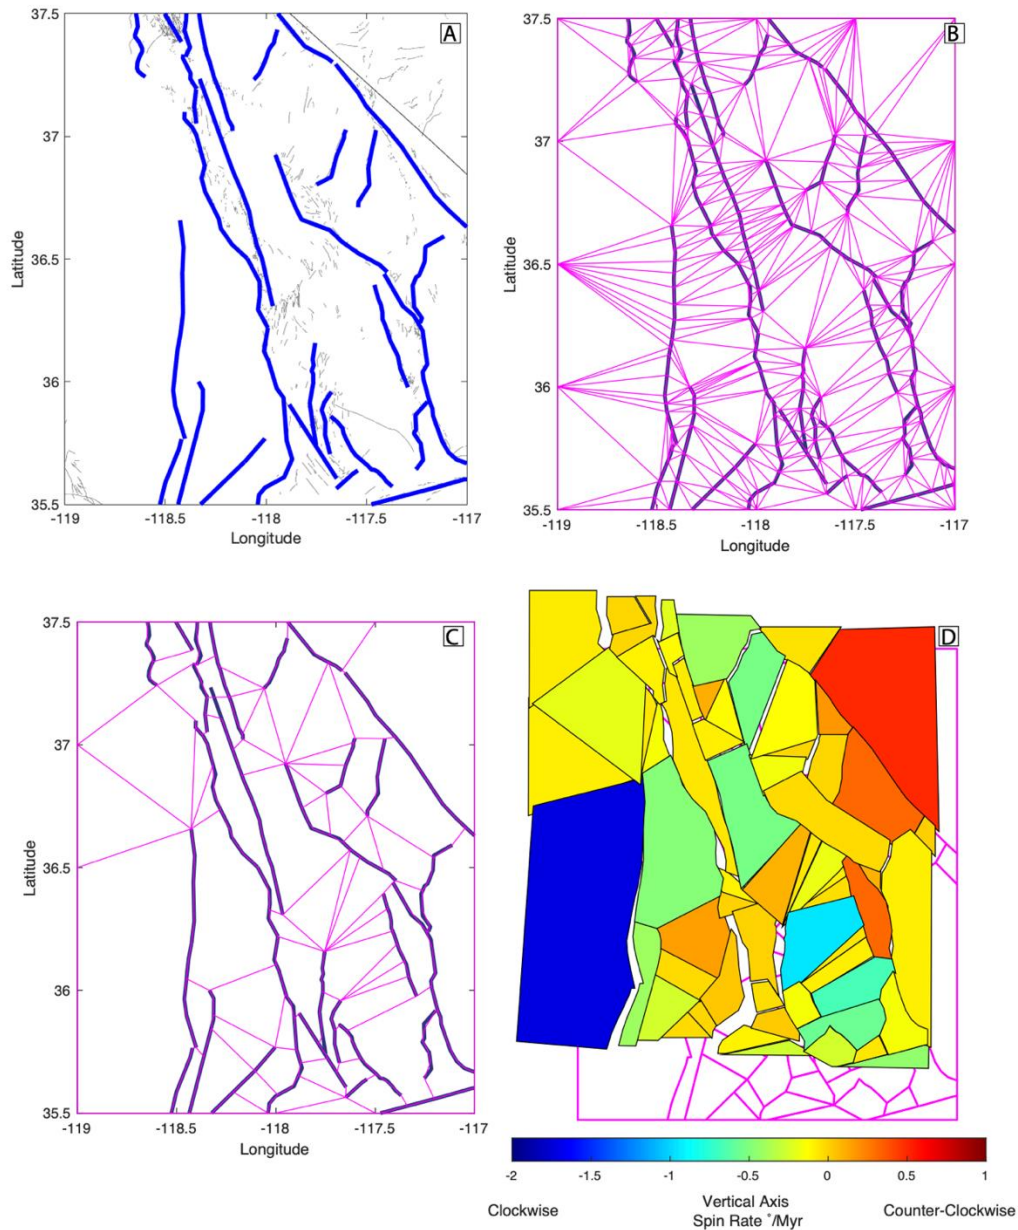 A
37.5
37
36.5
36
35.5
Latitude
-119
-118.5
-118
-117.5
-117
Longitude
B
37.5
37
36.5
36
35.5
Latitude
-119
-118.5
-118
-117.5
-117
Longitude
C
37.5
37
36.5
36
35.5
Latitude
-119
-118.5
-118
-117.5
-117
Longitude
D
-2
-1.5
-1
-0.5
0
0.5
1
Clockwise
Vertical Axis
Spin Rate °/Myr
Counter-Clockwise